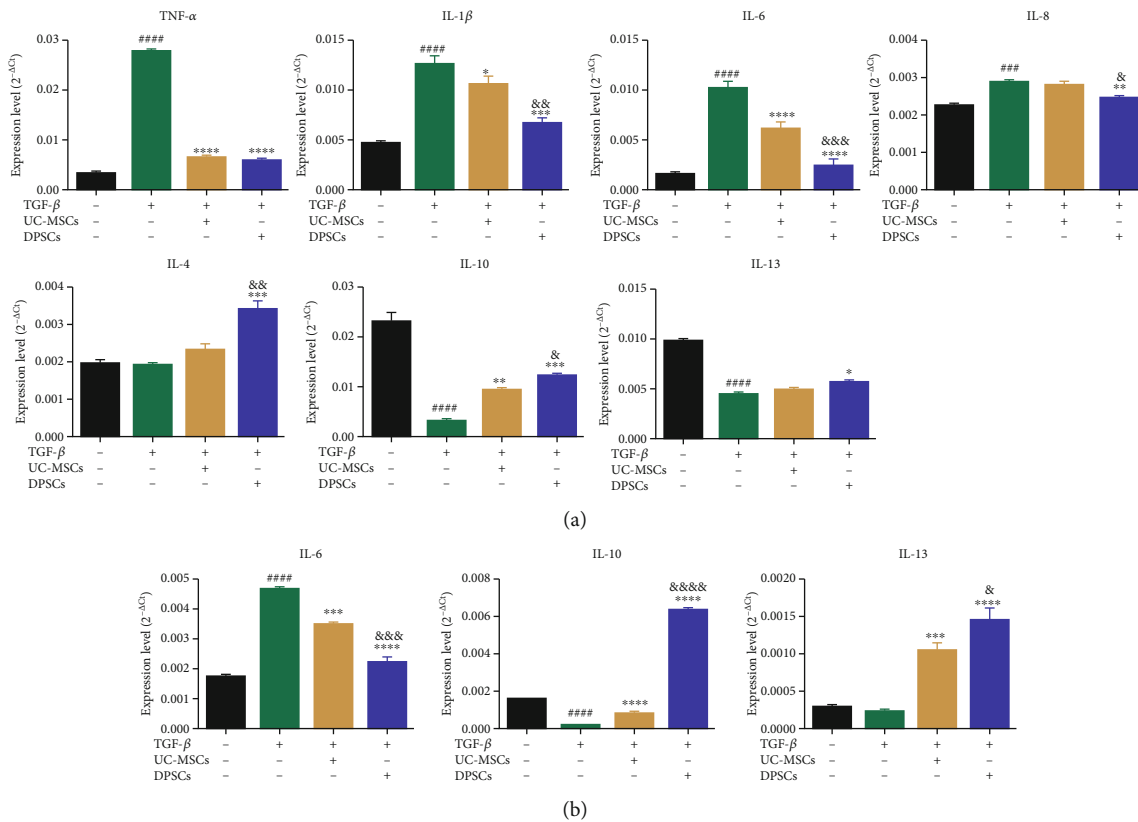 TNF-α
Expression level (2⁻ΔCt)
0.03
0.02
0.01
0.00
####
****
****
TGF-β – + + +
UC-MSCs – – + –
DPSCs – – – +
IL-1β
Expression level (2⁻ΔCt)
0.015
0.010
0.005
0.000
####
*
&&
***
TGF-β – + + +
UC-MSCs – – + –
DPSCs – – – +
IL-6
Expression level (2⁻ΔCt)
0.015
0.010
0.005
0.000
####
****
&&&
****
TGF-β – + + +
UC-MSCs – – + –
DPSCs – – – +
IL-8
Expression level (2⁻ΔCt)
0.004
0.003
0.002
0.001
0.000
###
&
**
TGF-β – + + +
UC-MSCs – – + –
DPSCs – – – +
IL-4
Expression level (2⁻ΔCt)
0.004
0.003
0.002
0.001
0.000
&&
***
TGF-β – + + +
UC-MSCs – – + –
DPSCs – – – +
IL-10
Expression level (2⁻ΔCt)
0.03
0.02
0.01
0.00
####
**
&
***
TGF-β – + + +
UC-MSCs – – + –
DPSCs – – – +
IL-13
Expression level (2⁻ΔCt)
0.015
0.010
0.005
0.000
####
*
TGF-β – + + +
UC-MSCs – – + –
DPSCs – – – +
(a)
IL-6
Expression level (2⁻ΔCt)
0.005
0.004
0.003
0.002
0.001
0.000
####
***
&&&
****
TGF-β – + + +
UC-MSCs – – + –
DPSCs – – – +
IL-10
Expression level (2⁻ΔCt)
0.008
0.006
0.004
0.002
0.000
####
****
&&&&
****
TGF-β – + + +
UC-MSCs – – + –
DPSCs – – – +
IL-13
Expression level (2⁻ΔCt)
0.0020
0.0015
0.0010
0.0005
0.0000
***
&
****
TGF-β – + + +
UC-MSCs – – + –
DPSCs – – – +
(b)